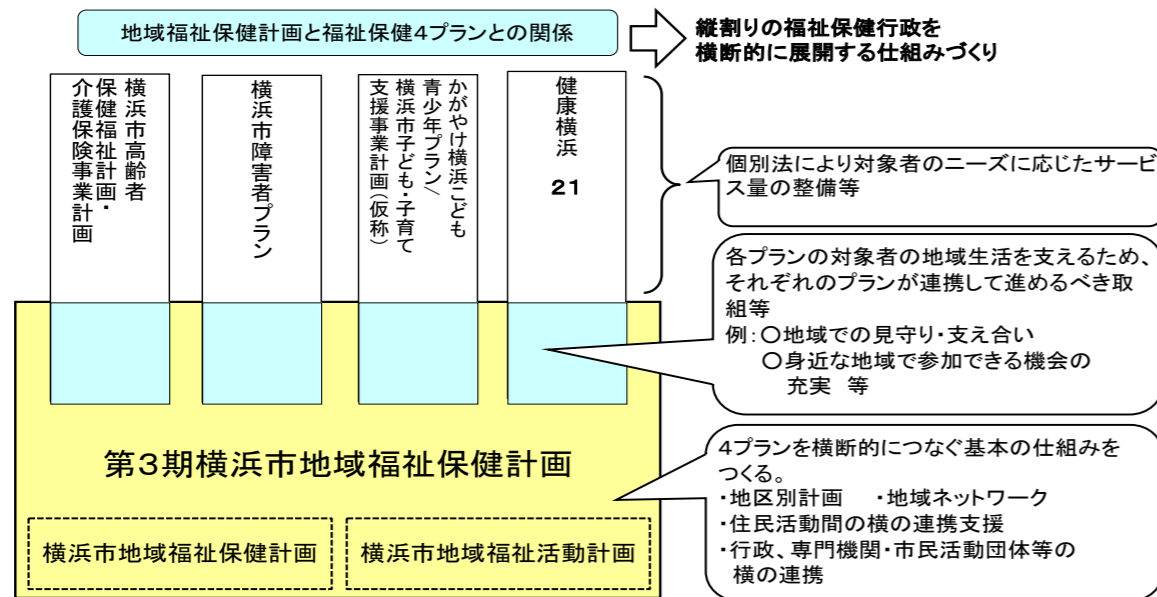 地域福祉保健計画と福祉保健4プランとの関係
縦割りの福祉保健行政を
横断的に展開する仕組みづくり
横浜市高齢者
保健福祉計画・
介護保険事業計画
横浜市障害者プラン
かがやけ横浜こども
青少年プラン/
横浜市子ども・子育て
支援事業計画(仮称)
健康横浜21
個別法により対象者のニーズに応じたサービ
ス量の整備等
各プランの対象者の地域生活を支えるため、
それぞれのプランが連携して進めるべき取
組等
例:○地域での見守り・支え合い
○身近な地域で参加できる機会の
充実 等
第3期横浜市地域福祉保健計画
4プランを横断的につなぐ基本の仕組みを
つくる。
・地区別計画 ・地域ネットワーク
・住民活動間の横の連携支援
・行政、専門機関・市民活動団体等の
横の連携
横浜市地域福祉保健計画
横浜市地域福祉活動計画